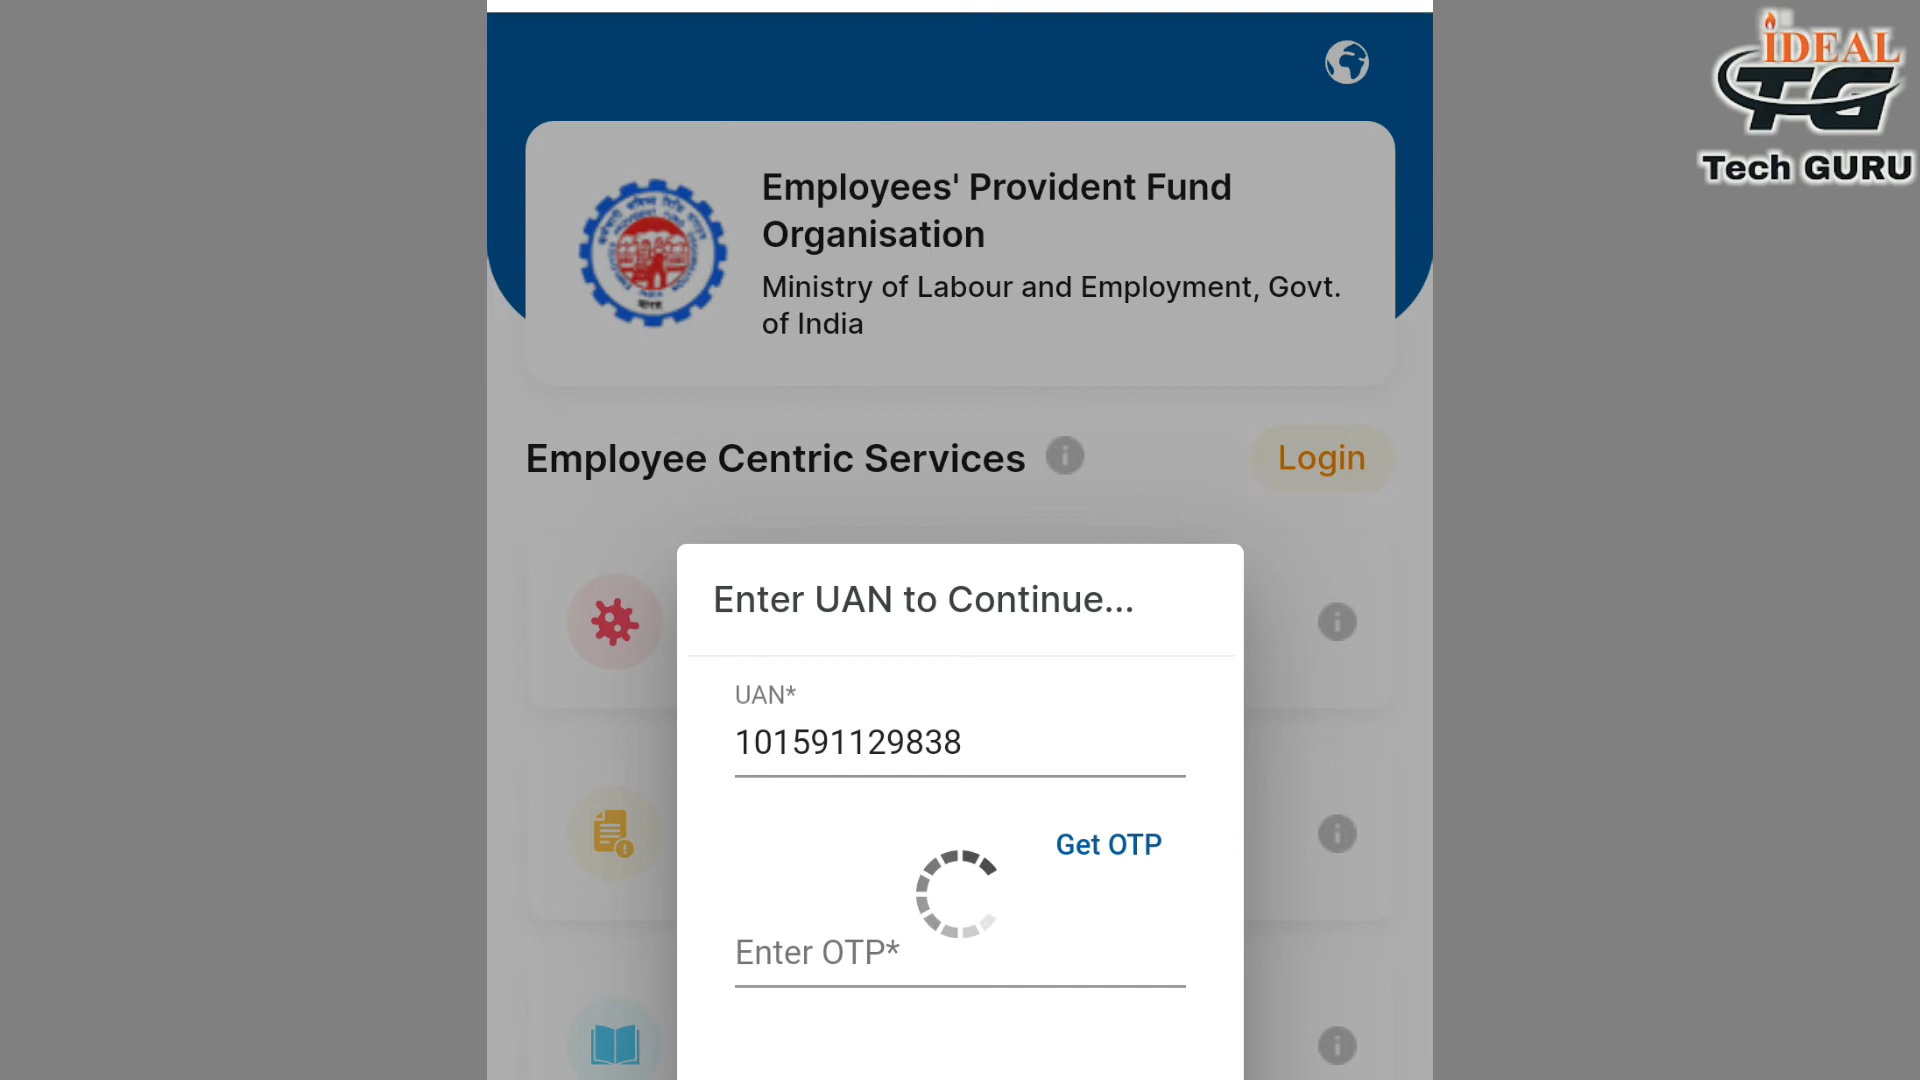 iDEAL
TG
Tech GURU
Employees' Provident Fund
Organisation
Ministry of Labour and Employment, Govt.
of India
Employee Centric Services
Login
Enter UAN to Continue...
UAN*
101591129838
Get OTP
Enter OTP*